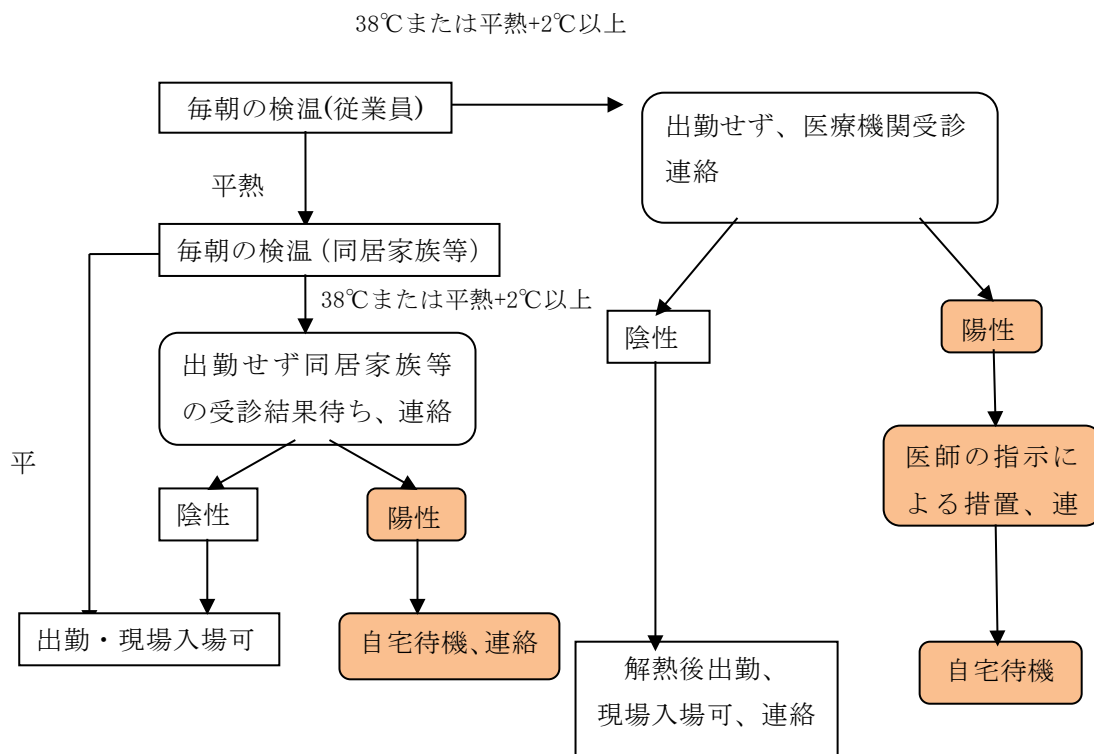 38℃または平熱+2℃以上
毎朝の検温(従業員)
出勤せず、医療機関受診
連絡
平熱
毎朝の検温（同居家族等）
38℃または平熱+2℃以上
陰性
陽性
出勤せず同居家族等
の受診結果待ち、連絡
平
医師の指示に
よる措置、連
陰性
陽性
出勤・現場入場可
自宅待機、連絡
解熱後出勤、
現場入場可、連絡
自宅待機